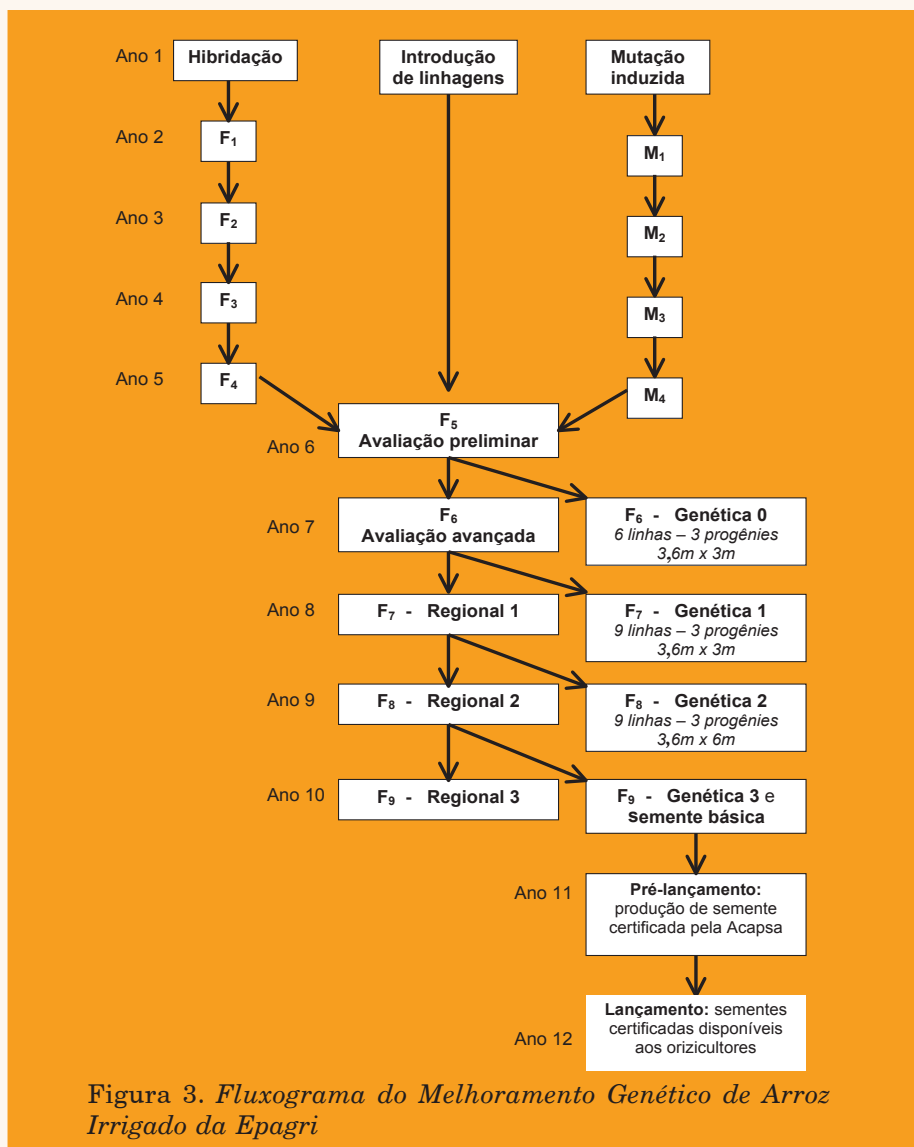 Ano 1
Hibridação
Introdução
de linhagens
Mutação
induzida
Ano 2
F₁
M₁
Ano 3
F₂
M₂
Ano 4
F₃
M₃
Ano 5
F₄
M₄
Ano 6
F₅
Avaliação preliminar
Ano 7
F₆
Avaliação avançada
F₆ - Genética 0
6 linhas – 3 progênies
3,6m x 3m
Ano 8
F₇ - Regional 1
F₇ - Genética 1
9 linhas – 3 progênies
3,6m x 3m
Ano 9
F₈ - Regional 2
F₈ - Genética 2
9 linhas – 3 progênies
3,6m x 6m
Ano 10
F₉ - Regional 3
F₉ - Genética 3 e
semente básica
Ano 11
Pré-lançamento:
produção de semente
certificada pela Acapsa
Ano 12
Lançamento: sementes
certificadas disponíveis
aos orizicultores
Figura 3. Fluxograma do Melhoramento Genético de Arroz
Irrigado da Epagri